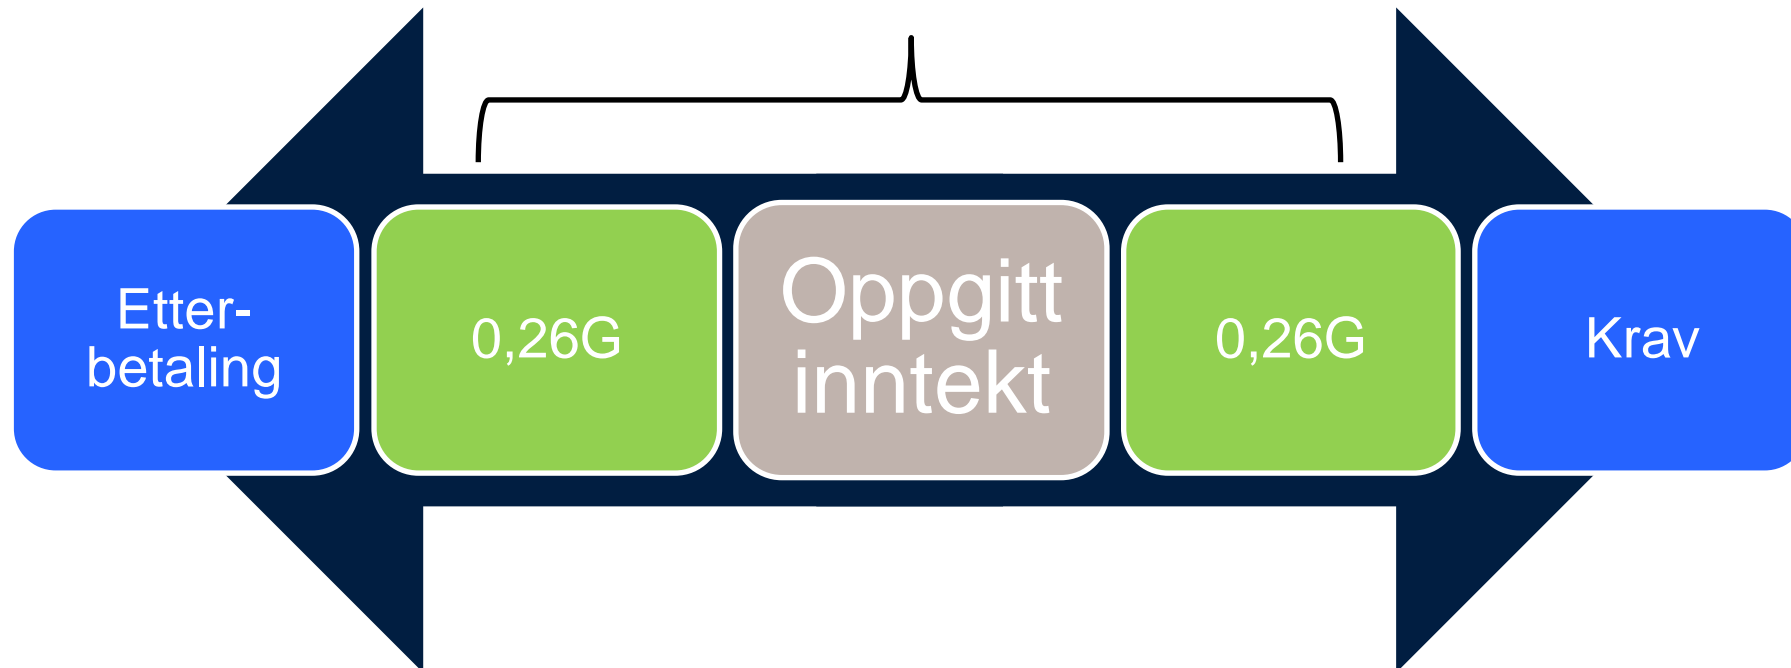 Etter-
betaling
0,26G
Oppgitt
inntekt
0,26G
Krav